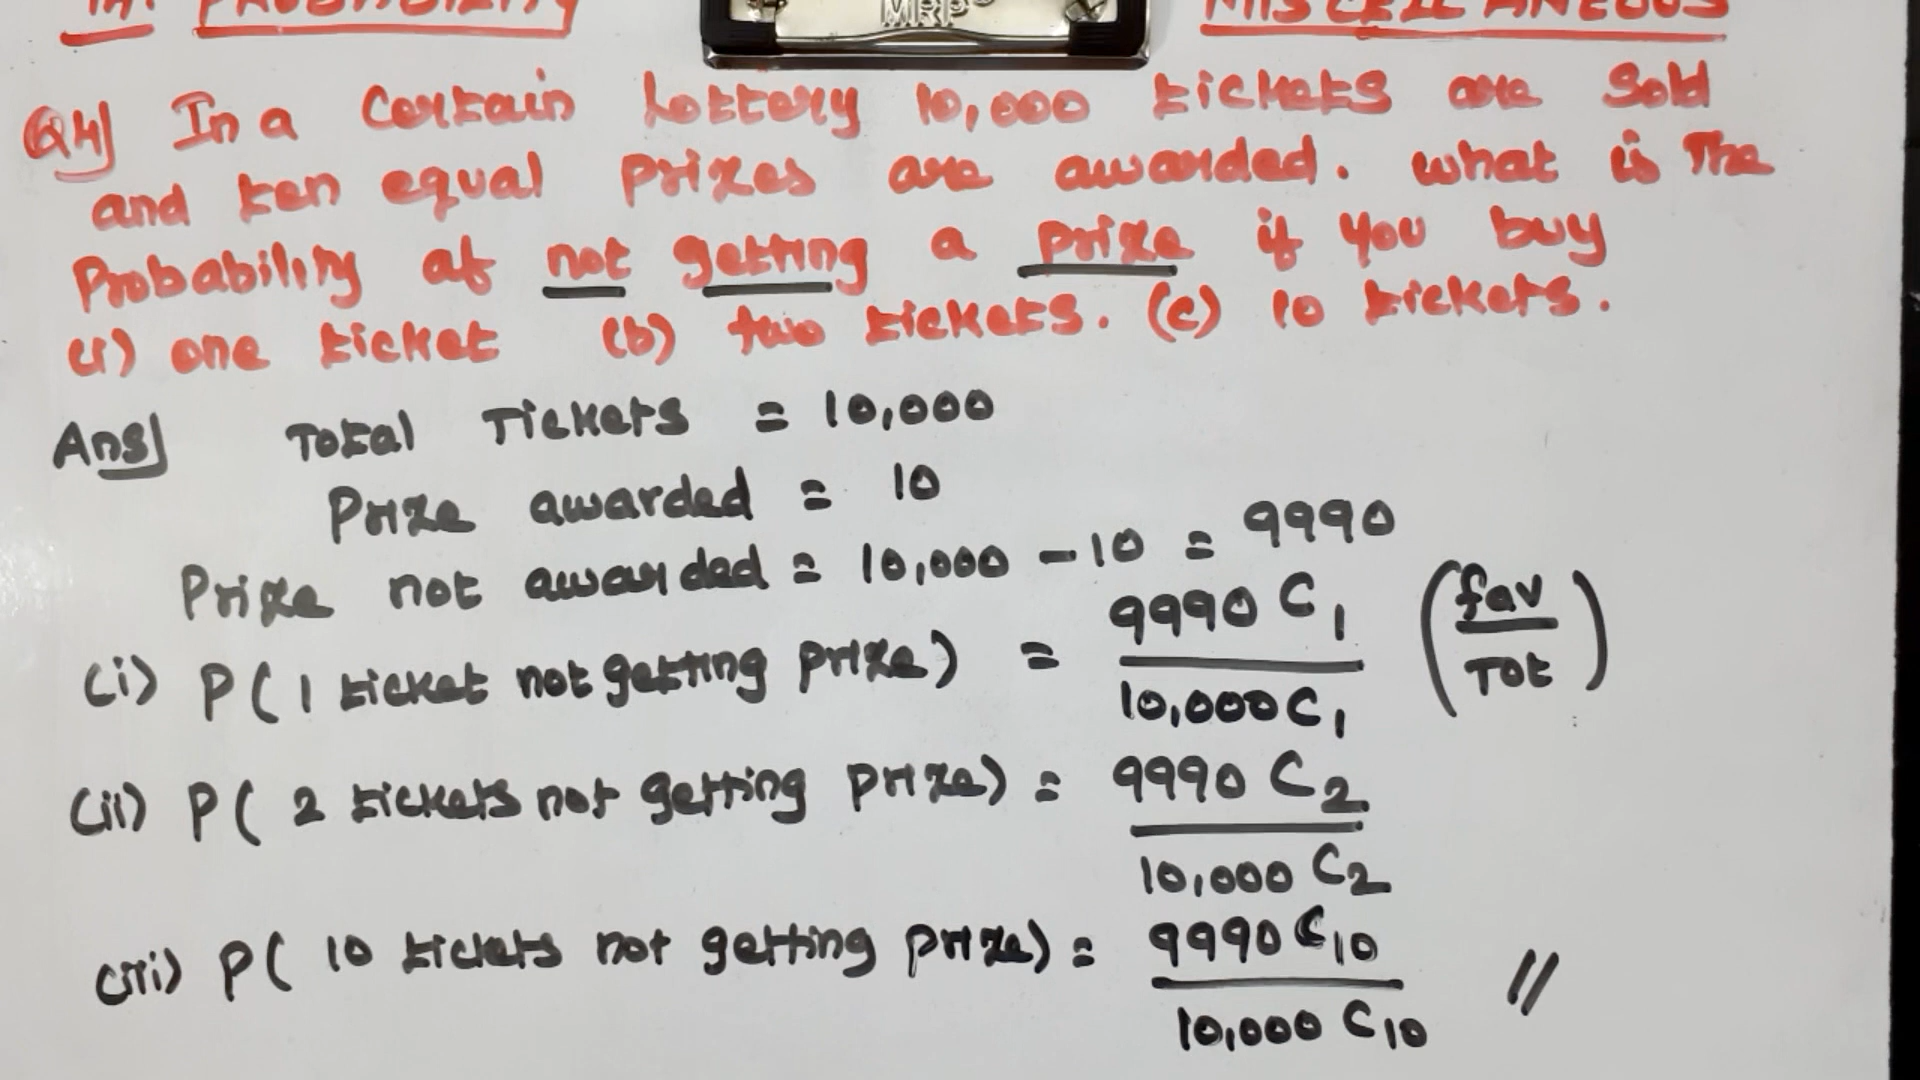 PROBABILITY
MISCELLANEOUS
MRP
Q4) In a certain lottery 10,000 tickets are sold
and ten equal prizes are awarded. what is The
Probability of not getting a prize if you buy
(a) one ticket (b) two tickets. (c) 10 tickets.
Ans) Total Tickets = 10,000
Prize awarded = 10
Prize not awarded = 10,000 - 10 = 9990
(i) P( 1 ticket not getting prize) = 9990 C1 / 10,000 C1 (fav / Tot)
(ii) P( 2 tickets not getting prize) = 9990 C2 / 10,000 C2
(iii) P( 10 tickets not getting prize) = 9990 C10 / 10,000 C10 //